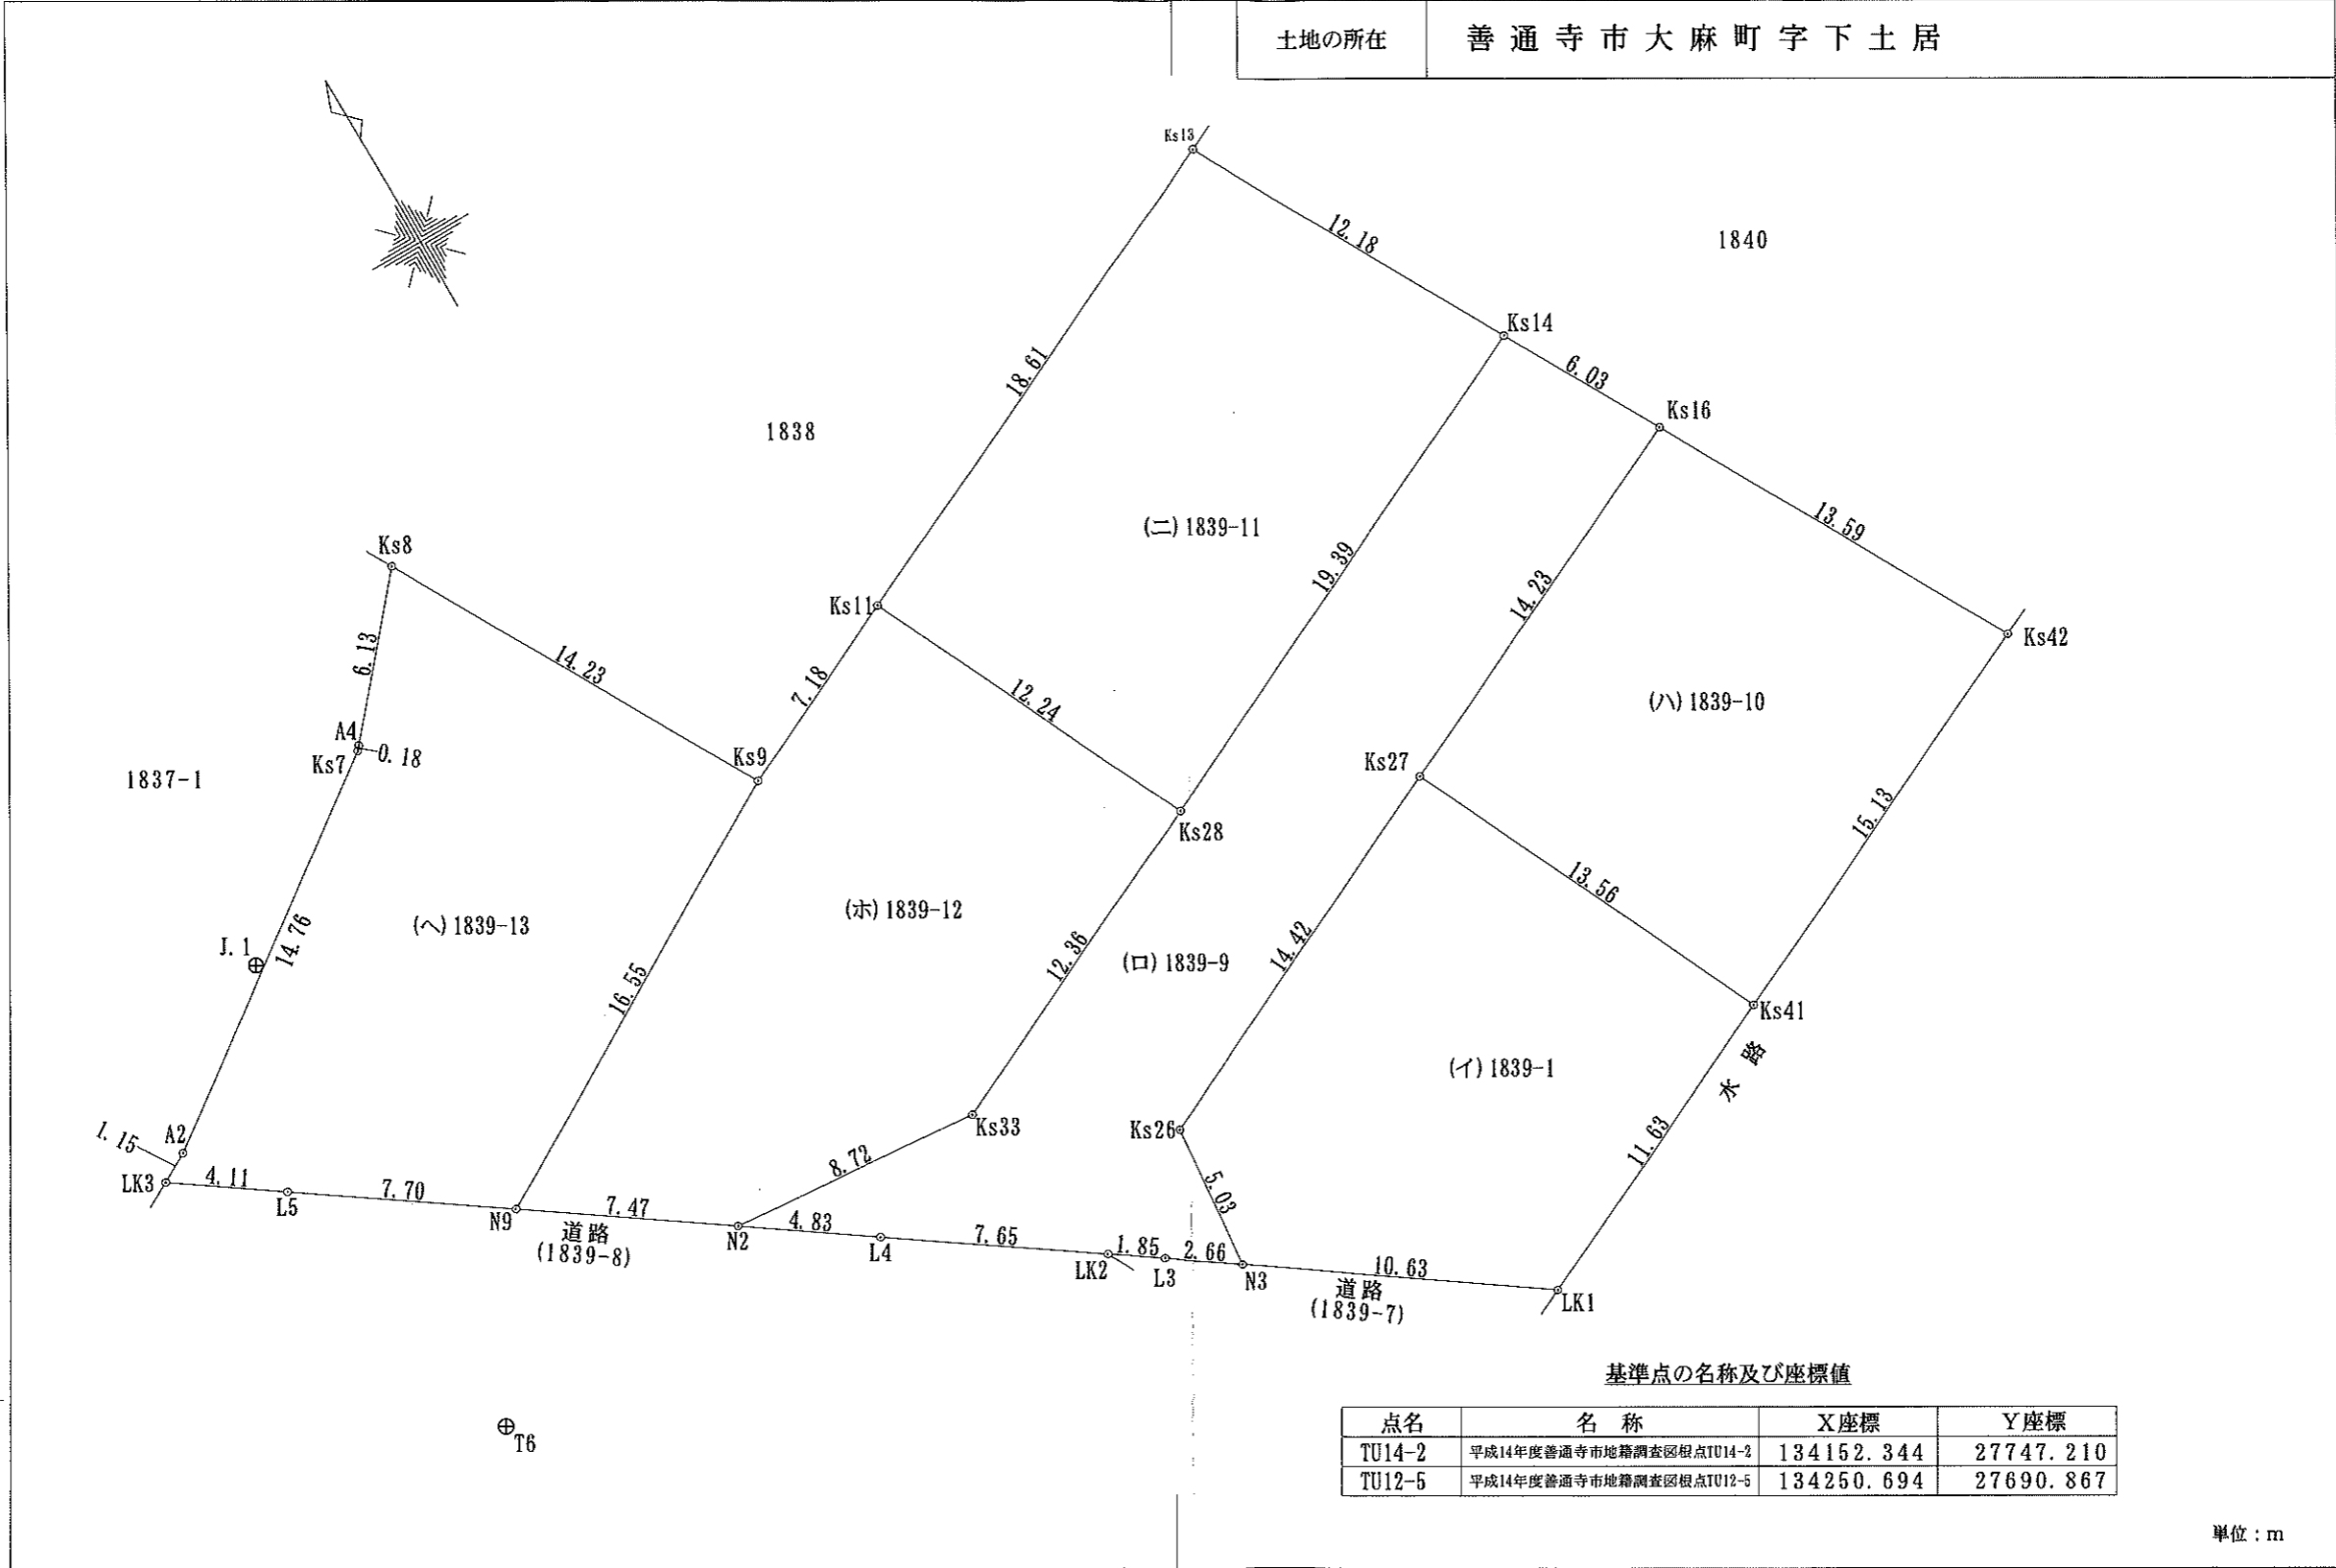 土地の所在 善通寺市大麻町字下土居
Ks13
12.18
1840
Ks14
6.03
18.61
Ks16
1838
13.59
(ニ)1839-11
Ks8
19.39
14.23
Ks11
Ks42
6.13
14.23
7.18
12.24
(ハ)1839-10
A4
0.18
Ks7
Ks9
Ks27
1837-1
15.13
Ks28
13.56
(ヘ)1839-13
(ホ)1839-12
J.1
14.76
12.36
14.42
(ロ)1839-9
16.55
Ks41
水路
(イ)1839-1
Ks33
Ks26
1.15
A2
8.72
11.63
LK3
4.11
7.70
5.03
L5
7.47
N9
道路
(1839-8)
N2
4.83
L4
7.65
1.85
2.66
LK2
L3
N3
10.63
道路
(1839-7)
LK1
T6
基準点の名称及び座標値
点名 名称 X座標 Y座標
TU14-2 平成14年度善通寺市地籍調査図根点TU14-2 134152.344 27747.210
TU12-5 平成14年度善通寺市地籍調査図根点TU12-5 134250.694 27690.867
単位:m